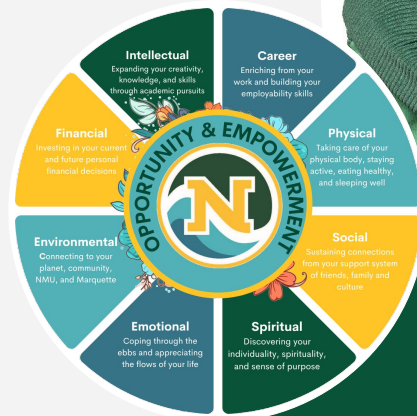 Intellectual
Expanding your creativity,
knowledge, and skills
through academic pursuits
Career
Enriching from your
work and building your
employability skills
Physical
Taking care of your
physical body, staying
active, eating healthy,
and sleeping well
Social
Sustaining connections
from your support system
of friends, family and
culture
Spiritual
Discovering your
individuality, spirituality,
and sense of purpose
Emotional
Coping through the
ebbs and appreciating
the flows of your life
Environmental
Connecting to your
planet, community,
NMU, and Marquette
Financial
Investing in your current
and future personal
financial decisions
OPPORTUNITY & EMPOWERMENT
N